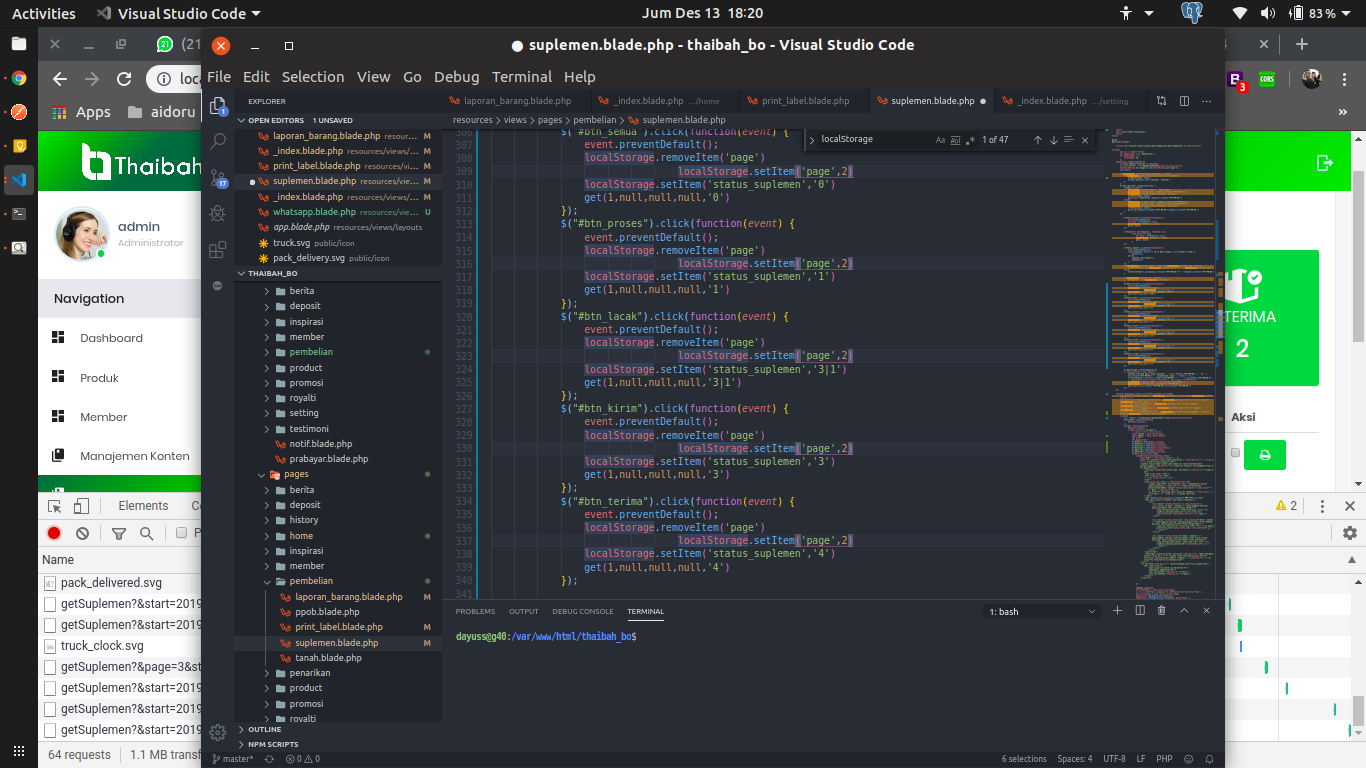 Activities
Visual Studio Code
Jum Des 13 18:20
83 %
(21
suplemen.blade.php - thaibah_bo - Visual Studio Code
File Edit Selection View Go Debug Terminal Help
loca
Apps
aidoru
Thaibah
admin
Administrator
Navigation
Dashboard
Produk
Member
Manajemen Konten
Elements
Name
pack_delivered.svg
getSuplemen?&start=2019
getSuplemen?&start=2019
truck_clock.svg
getSuplemen?&page=3&st
getSuplemen?&start=2019
getSuplemen?&start=2019
getSuplemen?&start=2019
64 requests
1.1 MB transf
EXPLORER
OPEN EDITORS 1 UNSAVED
laporan_barang.blade.php resour... M
_index.blade.php resources/views/... M
print_label.blade.php resources/v... M
suplemen.blade.php resources/vie... M
_index.blade.php resources/views/... M
whatsapp.blade.php resources/vie... U
app.blade.php resources/views/layouts
truck.svg public/icon
pack_delivery.svg public/icon
THAIBAH_BO
berita
deposit
inspirasi
member
pembelian
product
promosi
royalti
setting
testimoni
notif.blade.php
prabayar.blade.php
pages
berita
deposit
history
home
inspirasi
member
pembelian
laporan_barang.blade.php M
ppob.blade.php
print_label.blade.php M
suplemen.blade.php M
tanah.blade.php
penarikan
product
promosi
royalti
OUTLINE
NPM SCRIPTS
laporan_barang.blade.php
_index.blade.php .../home
print_label.blade.php
suplemen.blade.php
_index.blade.php .../setting
resources > views > pages > pembelian > suplemen.blade.php
localStorage
1 of 47
306 $("#btn_semua").click(function(event) {
307 event.preventDefault();
308 localStorage.removeItem('page')
309 localStorage.setItem('page',2)
310 localStorage.setItem('status_suplemen','0')
311 get(1,null,null,null,'0')
312 });
313 $("#btn_proses").click(function(event) {
314 event.preventDefault();
315 localStorage.removeItem('page')
316 localStorage.setItem('page',2)
317 localStorage.setItem('status_suplemen','1')
318 get(1,null,null,null,'1')
319 });
320 $("#btn_lacak").click(function(event) {
321 event.preventDefault();
322 localStorage.removeItem('page')
323 localStorage.setItem('page',2)
324 localStorage.setItem('status_suplemen','3|1')
325 get(1,null,null,null,'3|1')
326 });
327 $("#btn_kirim").click(function(event) {
328 event.preventDefault();
329 localStorage.removeItem('page')
330 localStorage.setItem('page',2)
331 localStorage.setItem('status_suplemen','3')
332 get(1,null,null,null,'3')
333 });
334 $("#btn_terima").click(function(event) {
335 event.preventDefault();
336 localStorage.removeItem('page')
337 localStorage.setItem('page',2)
338 localStorage.setItem('status_suplemen','4')
339 get(1,null,null,null,'4')
340 });
341
PROBLEMS OUTPUT DEBUG CONSOLE TERMINAL
1: bash
dayuss@g40:/var/www/html/thaibah_bo$
master*
0 0
6 selections
Spaces: 4
UTF-8
LF
PHP
TERIMA
2
Aksi
2